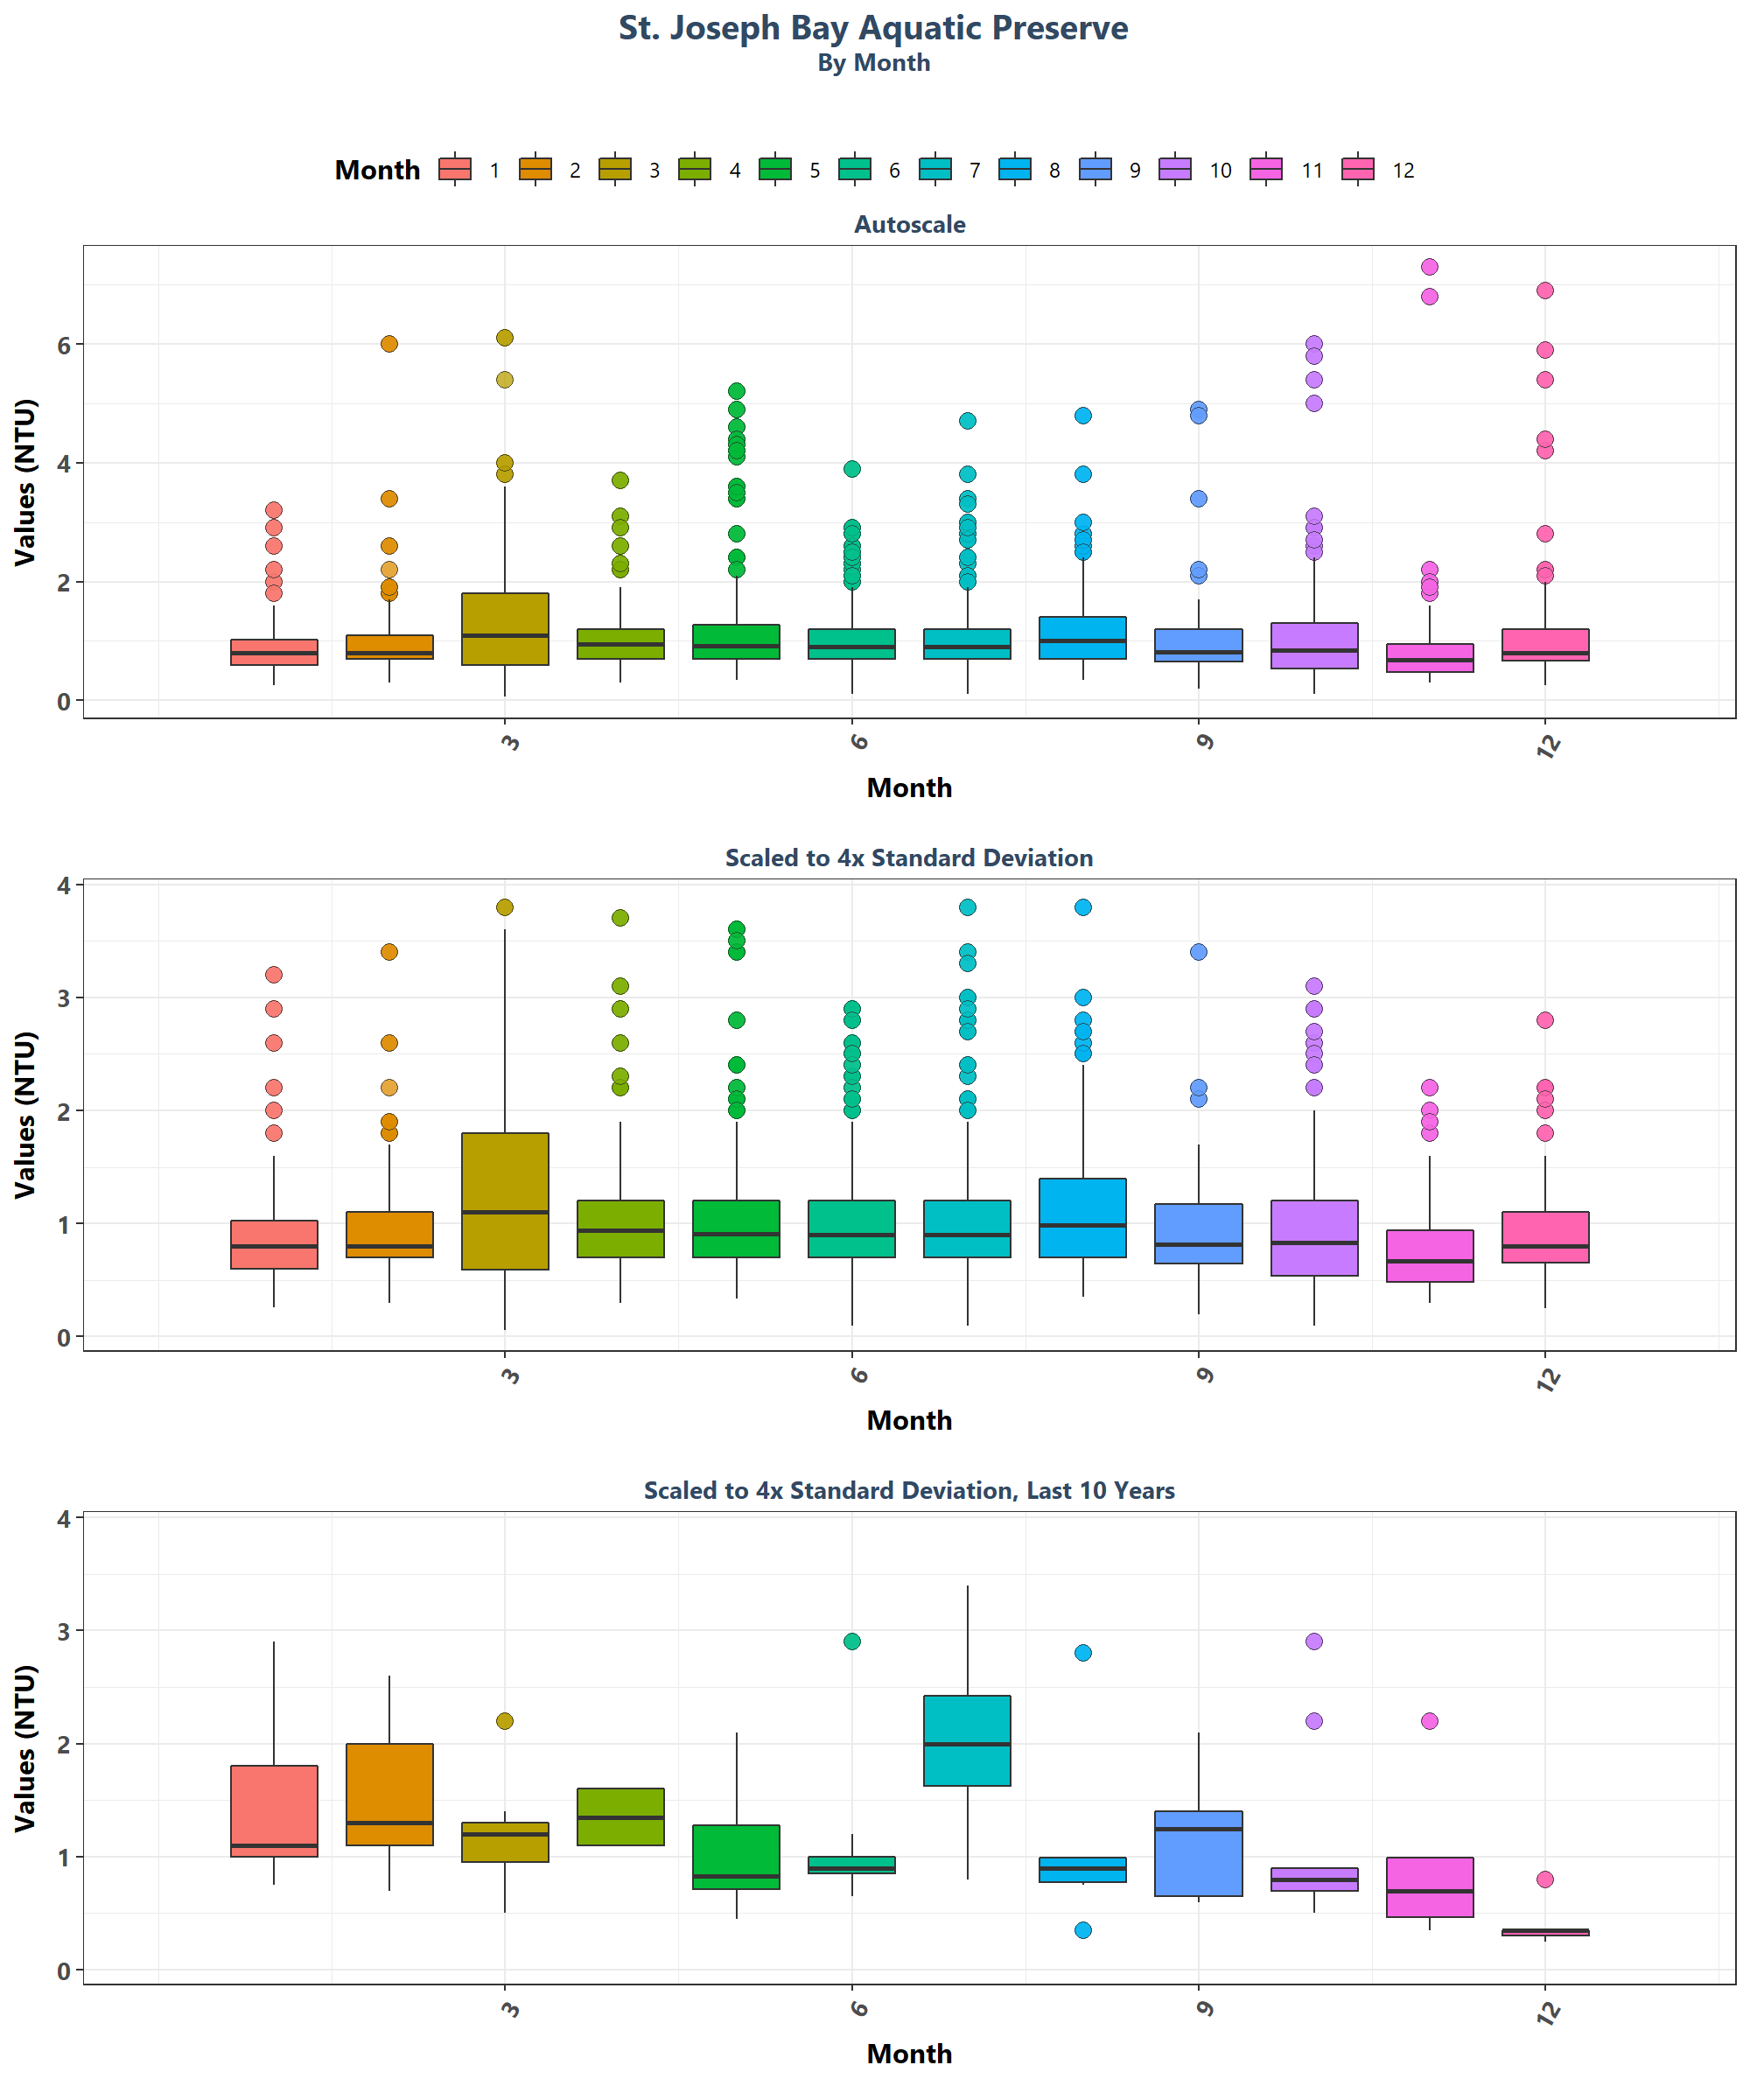 St. Joseph Bay Aquatic Preserve
By Month
Month 1 2 3 4 5 6 7 8 9 10 11 12
Autoscale
Values (NTU)
6
4
2
0
3 6 9 12
Month
Scaled to 4x Standard Deviation
Values (NTU)
4
3
2
1
0
3 6 9 12
Month
Scaled to 4x Standard Deviation, Last 10 Years
Values (NTU)
4
3
2
1
0
3 6 9 12
Month